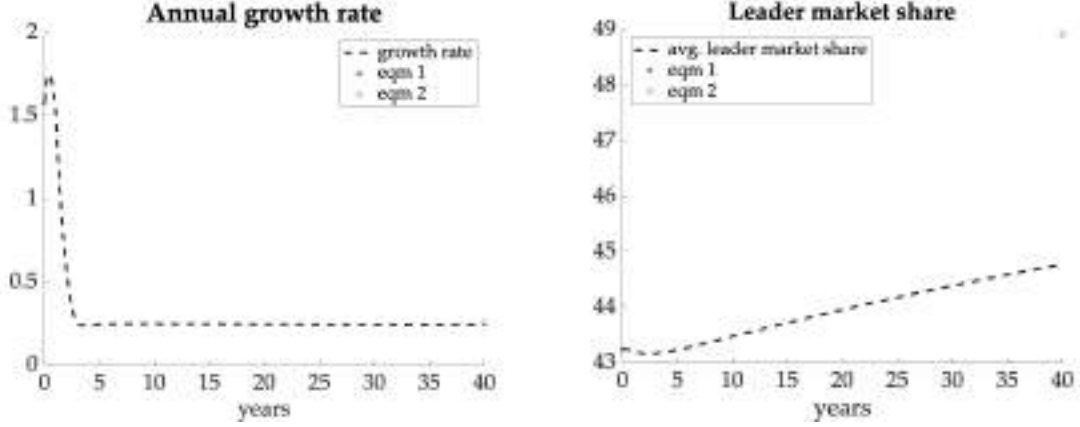 Annual growth rate
2
1.5
1
0.5
0
growth rate
eqm 1
eqm 2
0 5 10 15 20 25 30 35 40
years
Leader market share
49
48
47
46
45
44
43
avg. leader market share
eqm 1
eqm 2
0 5 10 15 20 25 30 35 40
years